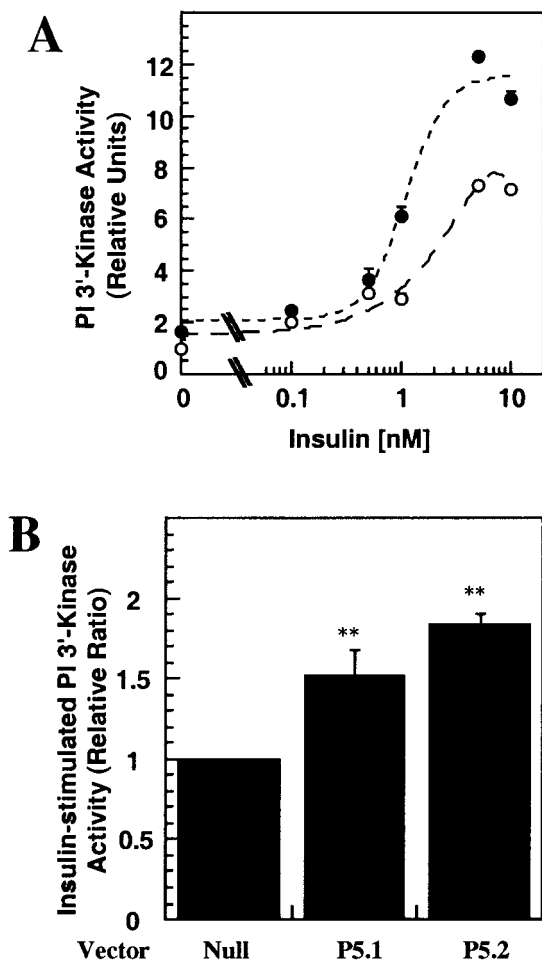 A
PI 3'-Kinase Activity
(Relative Units)
12
10
8
6
4
2
0
0 0.1 1 10
Insulin [nM]
B
Insulin-stimulated PI 3'-Kinase
Activity (Relative Ratio)
2
1.5
1
0.5
0
** **
Vector Null P5.1 P5.2